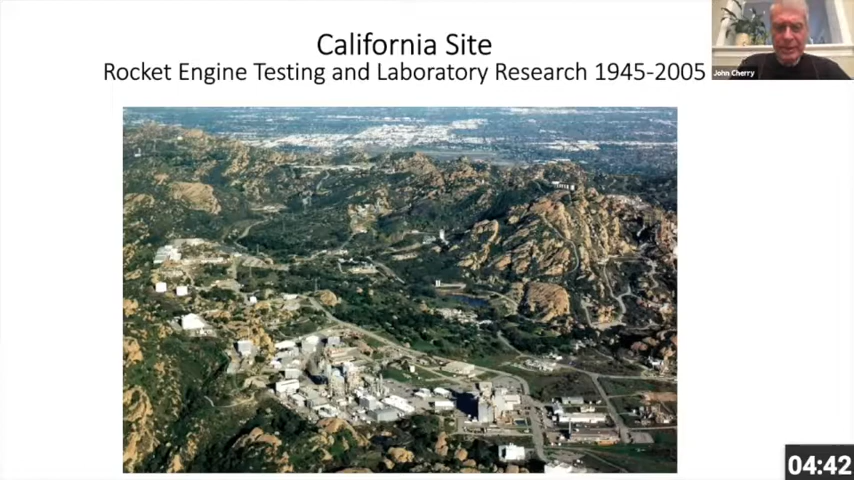 California Site
Rocket Engine Testing and Laboratory Research 1945-2005
John Cherry
04:42